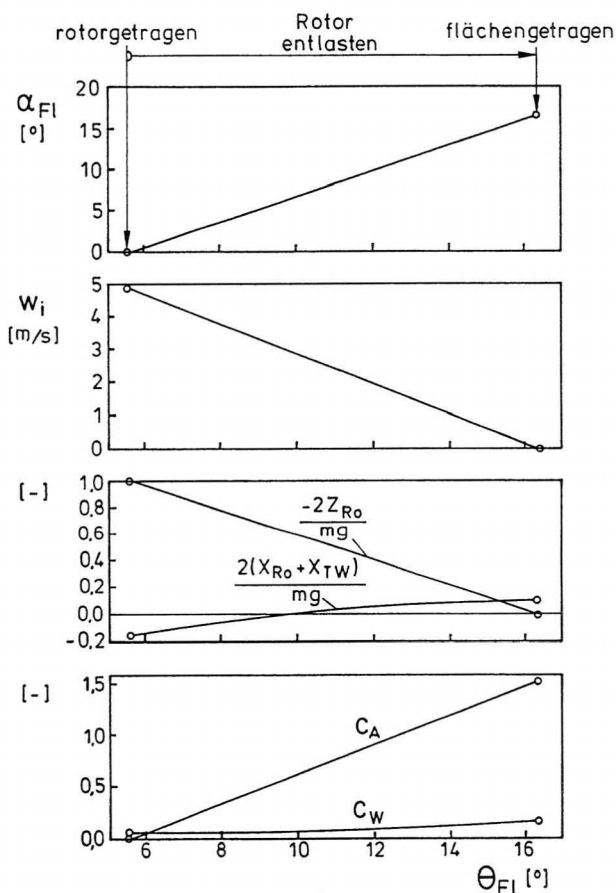 rotorgetragen
Rotor
entlasten
flächengetragen
α_Fl
[°]
20
15
10
5
0
w_i
[m/s]
5
4
3
2
1
0
[-]
1,0
0,8
0,6
0,4
0,2
0,0
-0,2
-2Z_Ro
mg
2(X_Ro + X_TW)
mg
[-]
1,5
1,0
0,5
0,0
C_A
C_W
6 8 10 12 14 16
Θ_Fl [°]